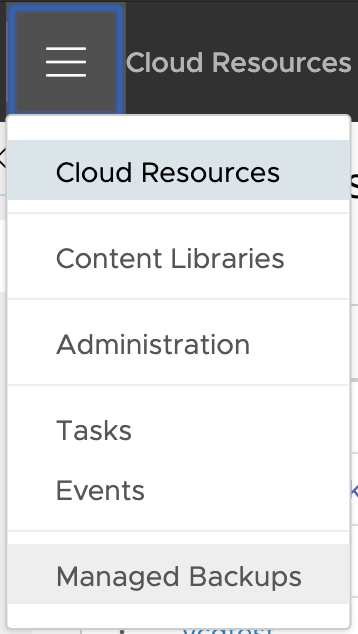 Cloud Resources
Cloud Resources
Content Libraries
Administration
Tasks
Events
Managed Backups